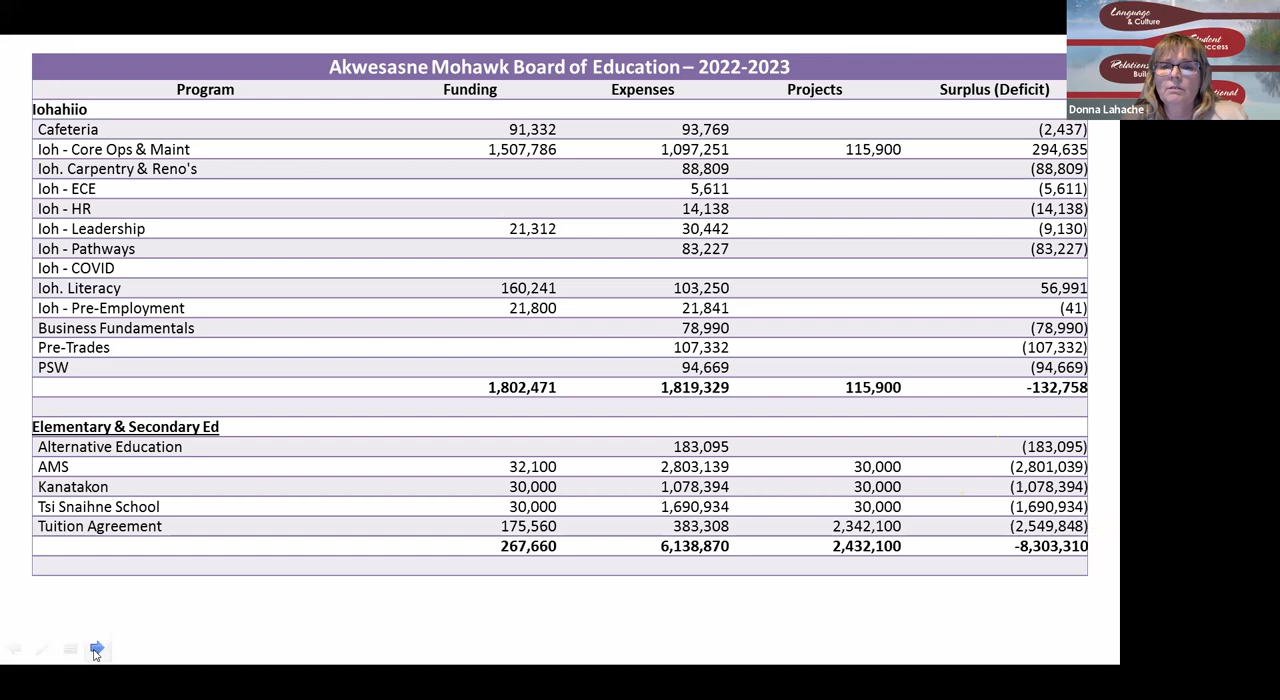 Language
& Culture
Student
Success
Donna Lahache
Akwesasne Mohawk Board of Education – 2022-2023
Program Funding Expenses Projects Surplus (Deficit)
Iohahiio
Cafeteria 91,332 93,769 (2,437)
Ioh - Core Ops & Maint 1,507,786 1,097,251 115,900 294,635
Ioh. Carpentry & Reno's 88,809 (88,809)
Ioh - ECE 5,611 (5,611)
Ioh - HR 14,138 (14,138)
Ioh - Leadership 21,312 30,442 (9,130)
Ioh - Pathways 83,227 (83,227)
Ioh - COVID
Ioh. Literacy 160,241 103,250 56,991
Ioh - Pre-Employment 21,800 21,841 (41)
Business Fundamentals 78,990 (78,990)
Pre-Trades 107,332 (107,332)
PSW 94,669 (94,669)
1,802,471 1,819,329 115,900 -132,758
Elementary & Secondary Ed
Alternative Education 183,095 (183,095)
AMS 32,100 2,803,139 30,000 (2,801,039)
Kanatakon 30,000 1,078,394 30,000 (1,078,394)
Tsi Snaihne School 30,000 1,690,934 30,000 (1,690,934)
Tuition Agreement 175,560 383,308 2,342,100 (2,549,848)
267,660 6,138,870 2,432,100 -8,303,310